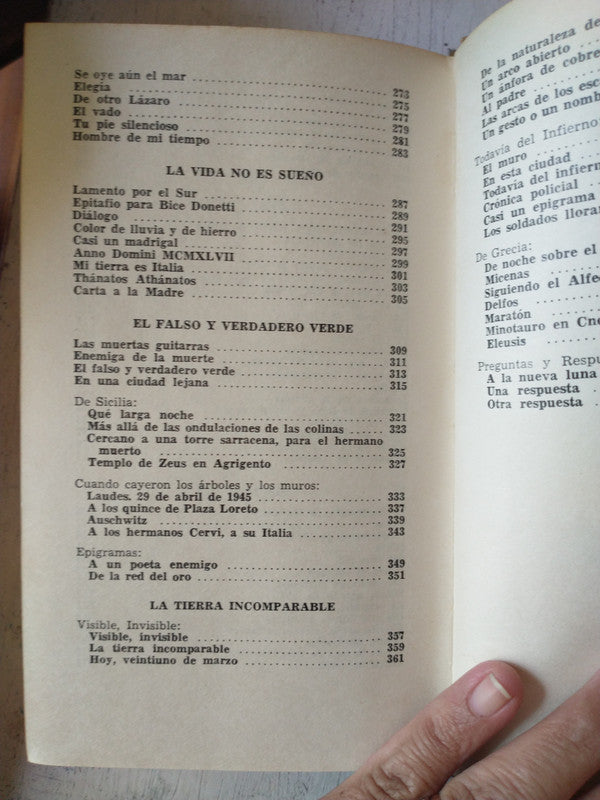 Se oye aún el mar ........ 273
Elegía ........ 275
De otro Lázaro ........ 277
El vado ........ 279
Tu pie silencioso ........ 281
Hombre de mi tiempo ........ 283
LA VIDA NO ES SUEÑO
Lamento por el Sur ........ 287
Epitafio para Bice Donetti ........ 289
Diálogo ........ 291
Color de lluvia y de hierro ........ 295
Casi un madrigal ........ 297
Anno Domini MCMXLVII ........ 299
Mi tierra es Italia ........ 301
Thánatos Athánatos ........ 303
Carta a la Madre ........ 305
EL FALSO Y VERDADERO VERDE
Las muertas guitarras ........ 309
Enemiga de la muerte ........ 311
El falso y verdadero verde ........ 313
En una ciudad lejana ........ 315
De Sicilia:
Qué larga noche ........ 321
Más allá de las ondulaciones de las colinas ...... 323
Cercano a una torre sarracena, para el hermano
muerto ........ 325
Templo de Zeus en Agrigento ........ 327
Cuando cayeron los árboles y los muros:
Laudes. 29 de abril de 1945 ........ 333
A los quince de Plaza Loreto ........ 337
Auschwitz ........ 339
A los hermanos Cervi, a su Italia ........ 343
Epigramas:
A un poeta enemigo ........ 349
De la red del oro ........ 351
LA TIERRA INCOMPARABLE
Visible, Invisible:
Visible, invisible ........ 357
La tierra incomparable ........ 359
Hoy, veintiuno de marzo ........ 361
De la naturaleza de
Un arco abierto
Un ánfora de cobre
Al padre
Las arcas de los esc
Un gesto o un nomb
Todavía del Infierno
El muro
En esta ciudad
Todavía del infier
Crónica policial
Casi un epigrama
Los soldados llora
De Grecia:
De noche sobre el
Micenas
Siguiendo el Alfe
Delfos
Maratón
Minotauro en Cno
Eleusis
Preguntas y Respu
A la nueva luna
Una respuesta
Otra respuesta